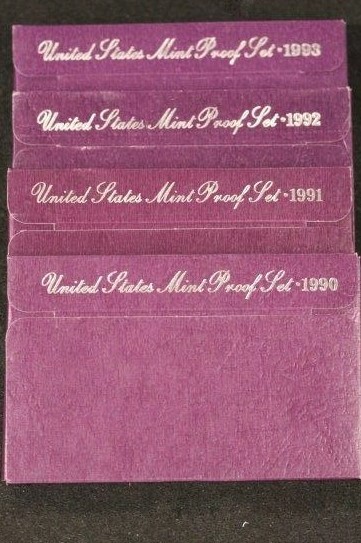 United States Mint Proof Set · 1993
United States Mint Proof Set · 1992
United States Mint Proof Set · 1991
United States Mint Proof Set · 1990